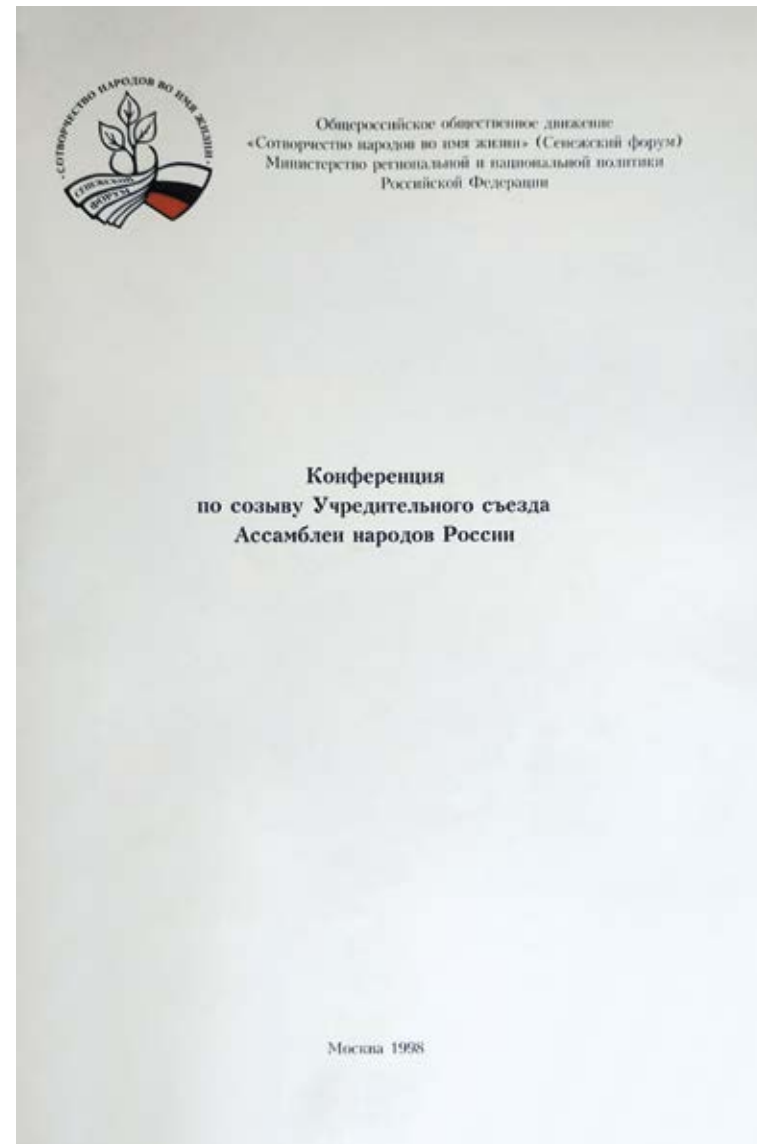 СОТВОРЧЕСТВО НАРОДОВ ВО ИМЯ ЖИЗНИ
СЕНЕЖСКИЙ
ФОРУМ
Общероссийское общественное движение
«Сотворчество народов во имя жизни» (Сенежский форум)
Министерство региональной и национальной политики
Российской Федерации
Конференция
по созыву Учредительного съезда
Ассамблеи народов России
Москва 1998